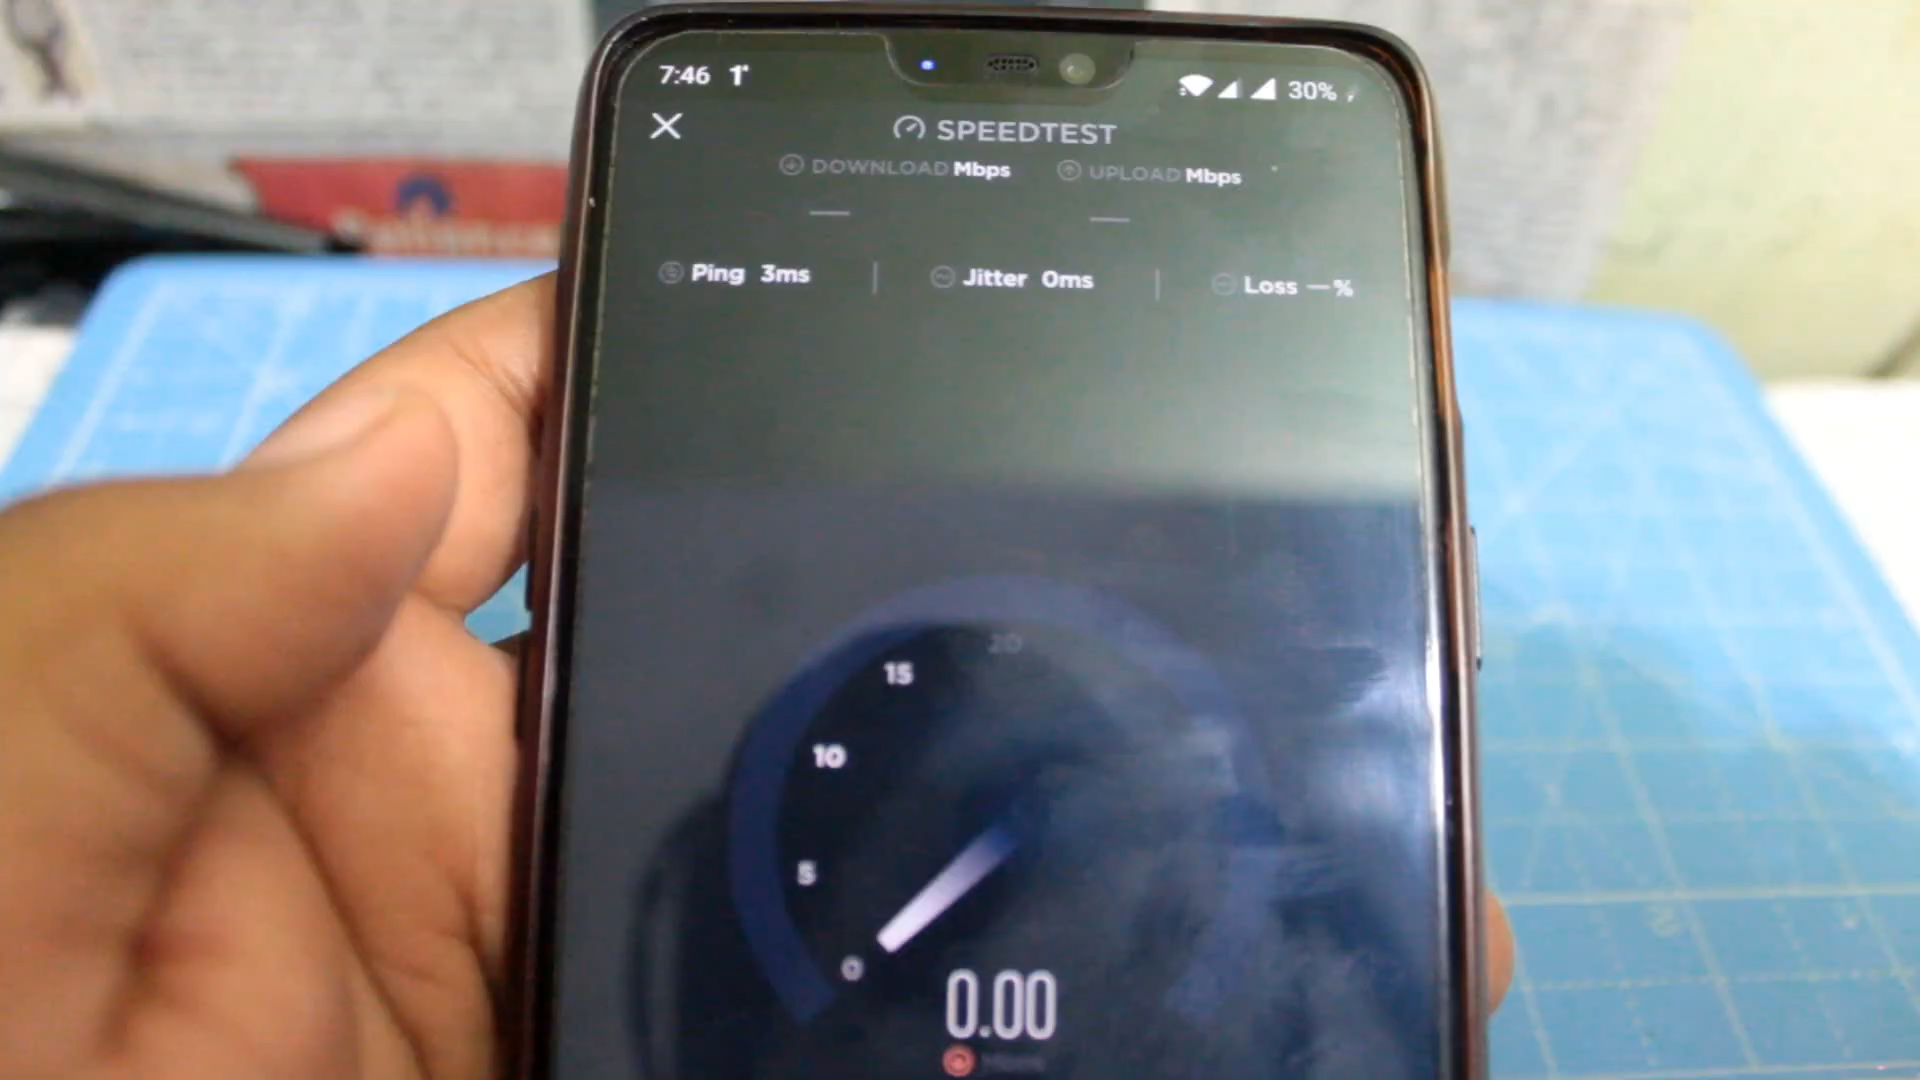 7:46 30%
SPEEDTEST
DOWNLOAD Mbps UPLOAD Mbps
— —
Ping 3ms | Jitter 0ms | Loss —%
20
15
10
5
0
0.00